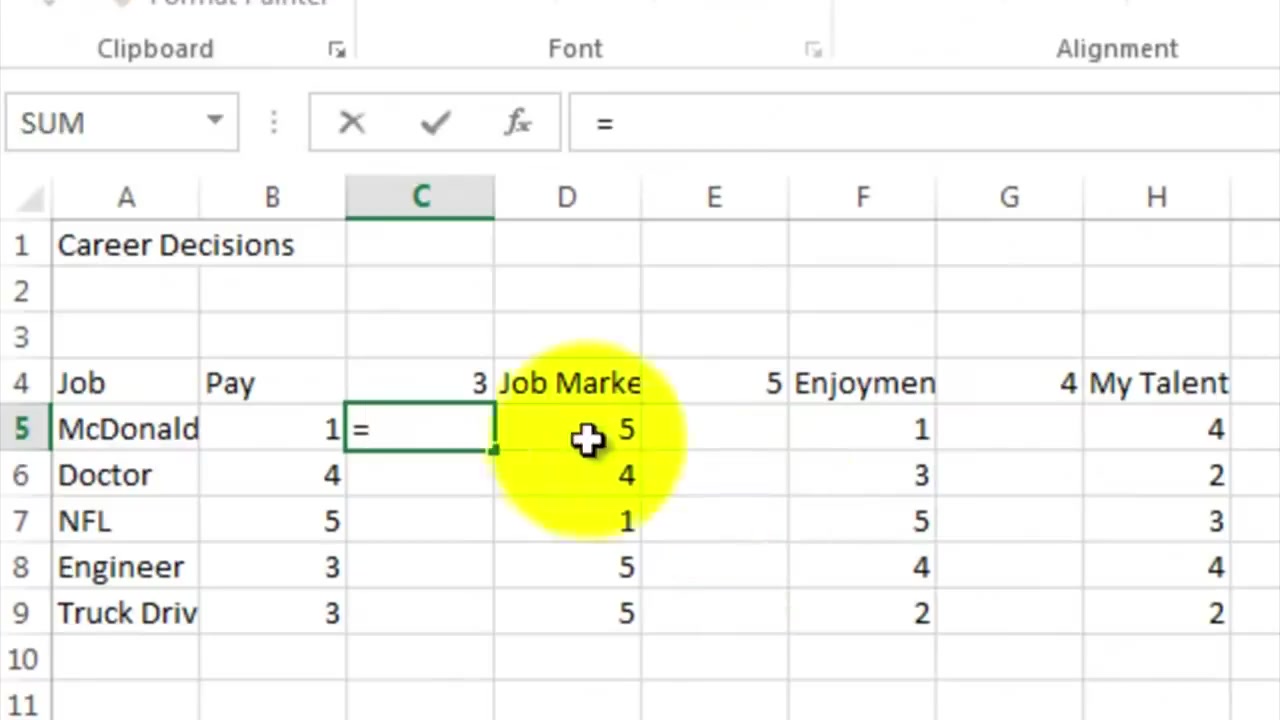 Format Painter
Clipboard Font Alignment
SUM fx =
A B C D E F G H
1 Career Decisions
2
3
4 Job Pay 3 Job Marke 5 Enjoymen 4 My Talent
5 McDonald 1 = 5 1 4
6 Doctor 4 4 3 2
7 NFL 5 1 5 3
8 Engineer 3 5 4 4
9 Truck Driv 3 5 2 2
10
11